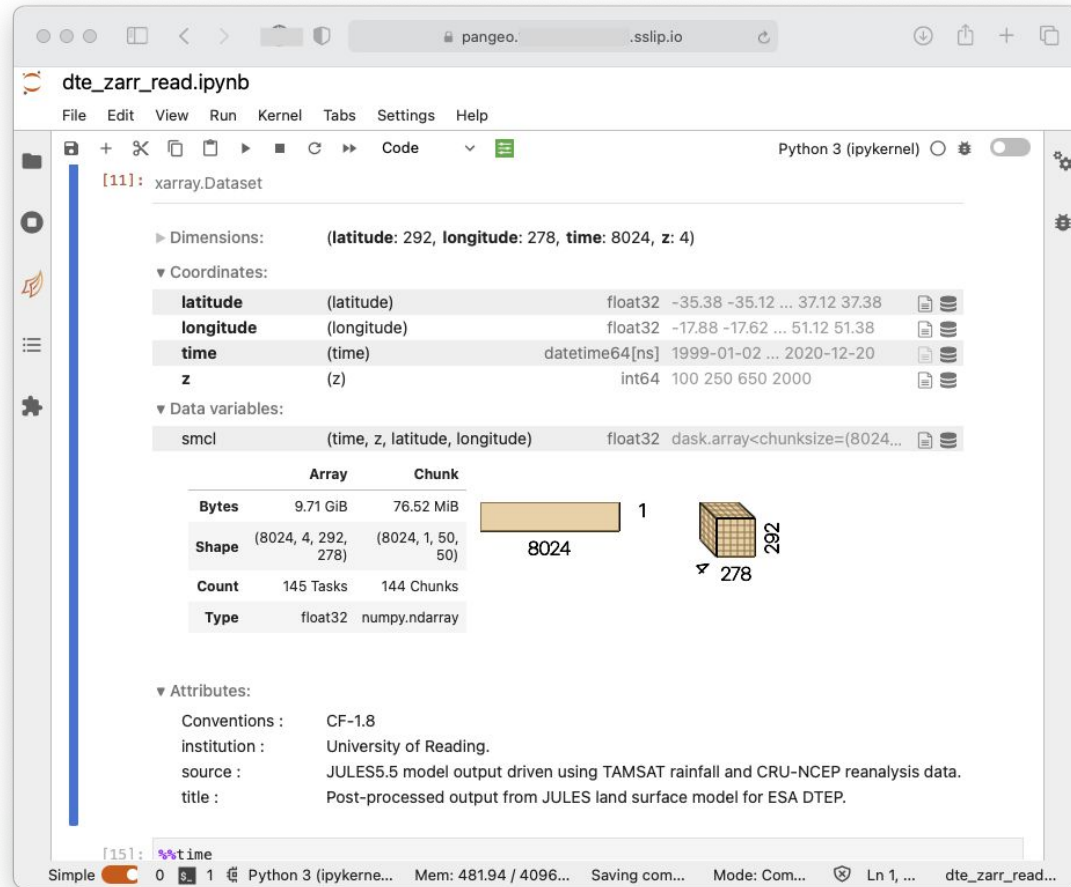 pangeo. .sslip.io
dte_zarr_read.ipynb
File Edit View Run Kernel Tabs Settings Help
Code Python 3 (ipykernel)
[11]: xarray.Dataset
Dimensions: (latitude: 292, longitude: 278, time: 8024, z: 4)
Coordinates:
latitude (latitude) float32 -35.38 -35.12 ... 37.12 37.38
longitude (longitude) float32 -17.88 -17.62 ... 51.12 51.38
time (time) datetime64[ns] 1999-01-02 ... 2020-12-20
z (z) int64 100 250 650 2000
Data variables:
smcl (time, z, latitude, longitude) float32 dask.array<chunksize=(8024...
Array Chunk
Bytes 9.71 GiB 76.52 MiB
Shape (8024, 4, 292, 278) (8024, 1, 50, 50)
Count 145 Tasks 144 Chunks
Type float32 numpy.ndarray
1
8024
292
4 278
Attributes:
Conventions : CF-1.8
institution : University of Reading.
source : JULES5.5 model output driven using TAMSAT rainfall and CRU-NCEP reanalysis data.
title : Post-processed output from JULES land surface model for ESA DTEP.
[15]: %%time
Simple 0 $_ 1 Python 3 (ipykerne... Mem: 481.94 / 4096... Saving com... Mode: Com... Ln 1, ... dte_zarr_read...